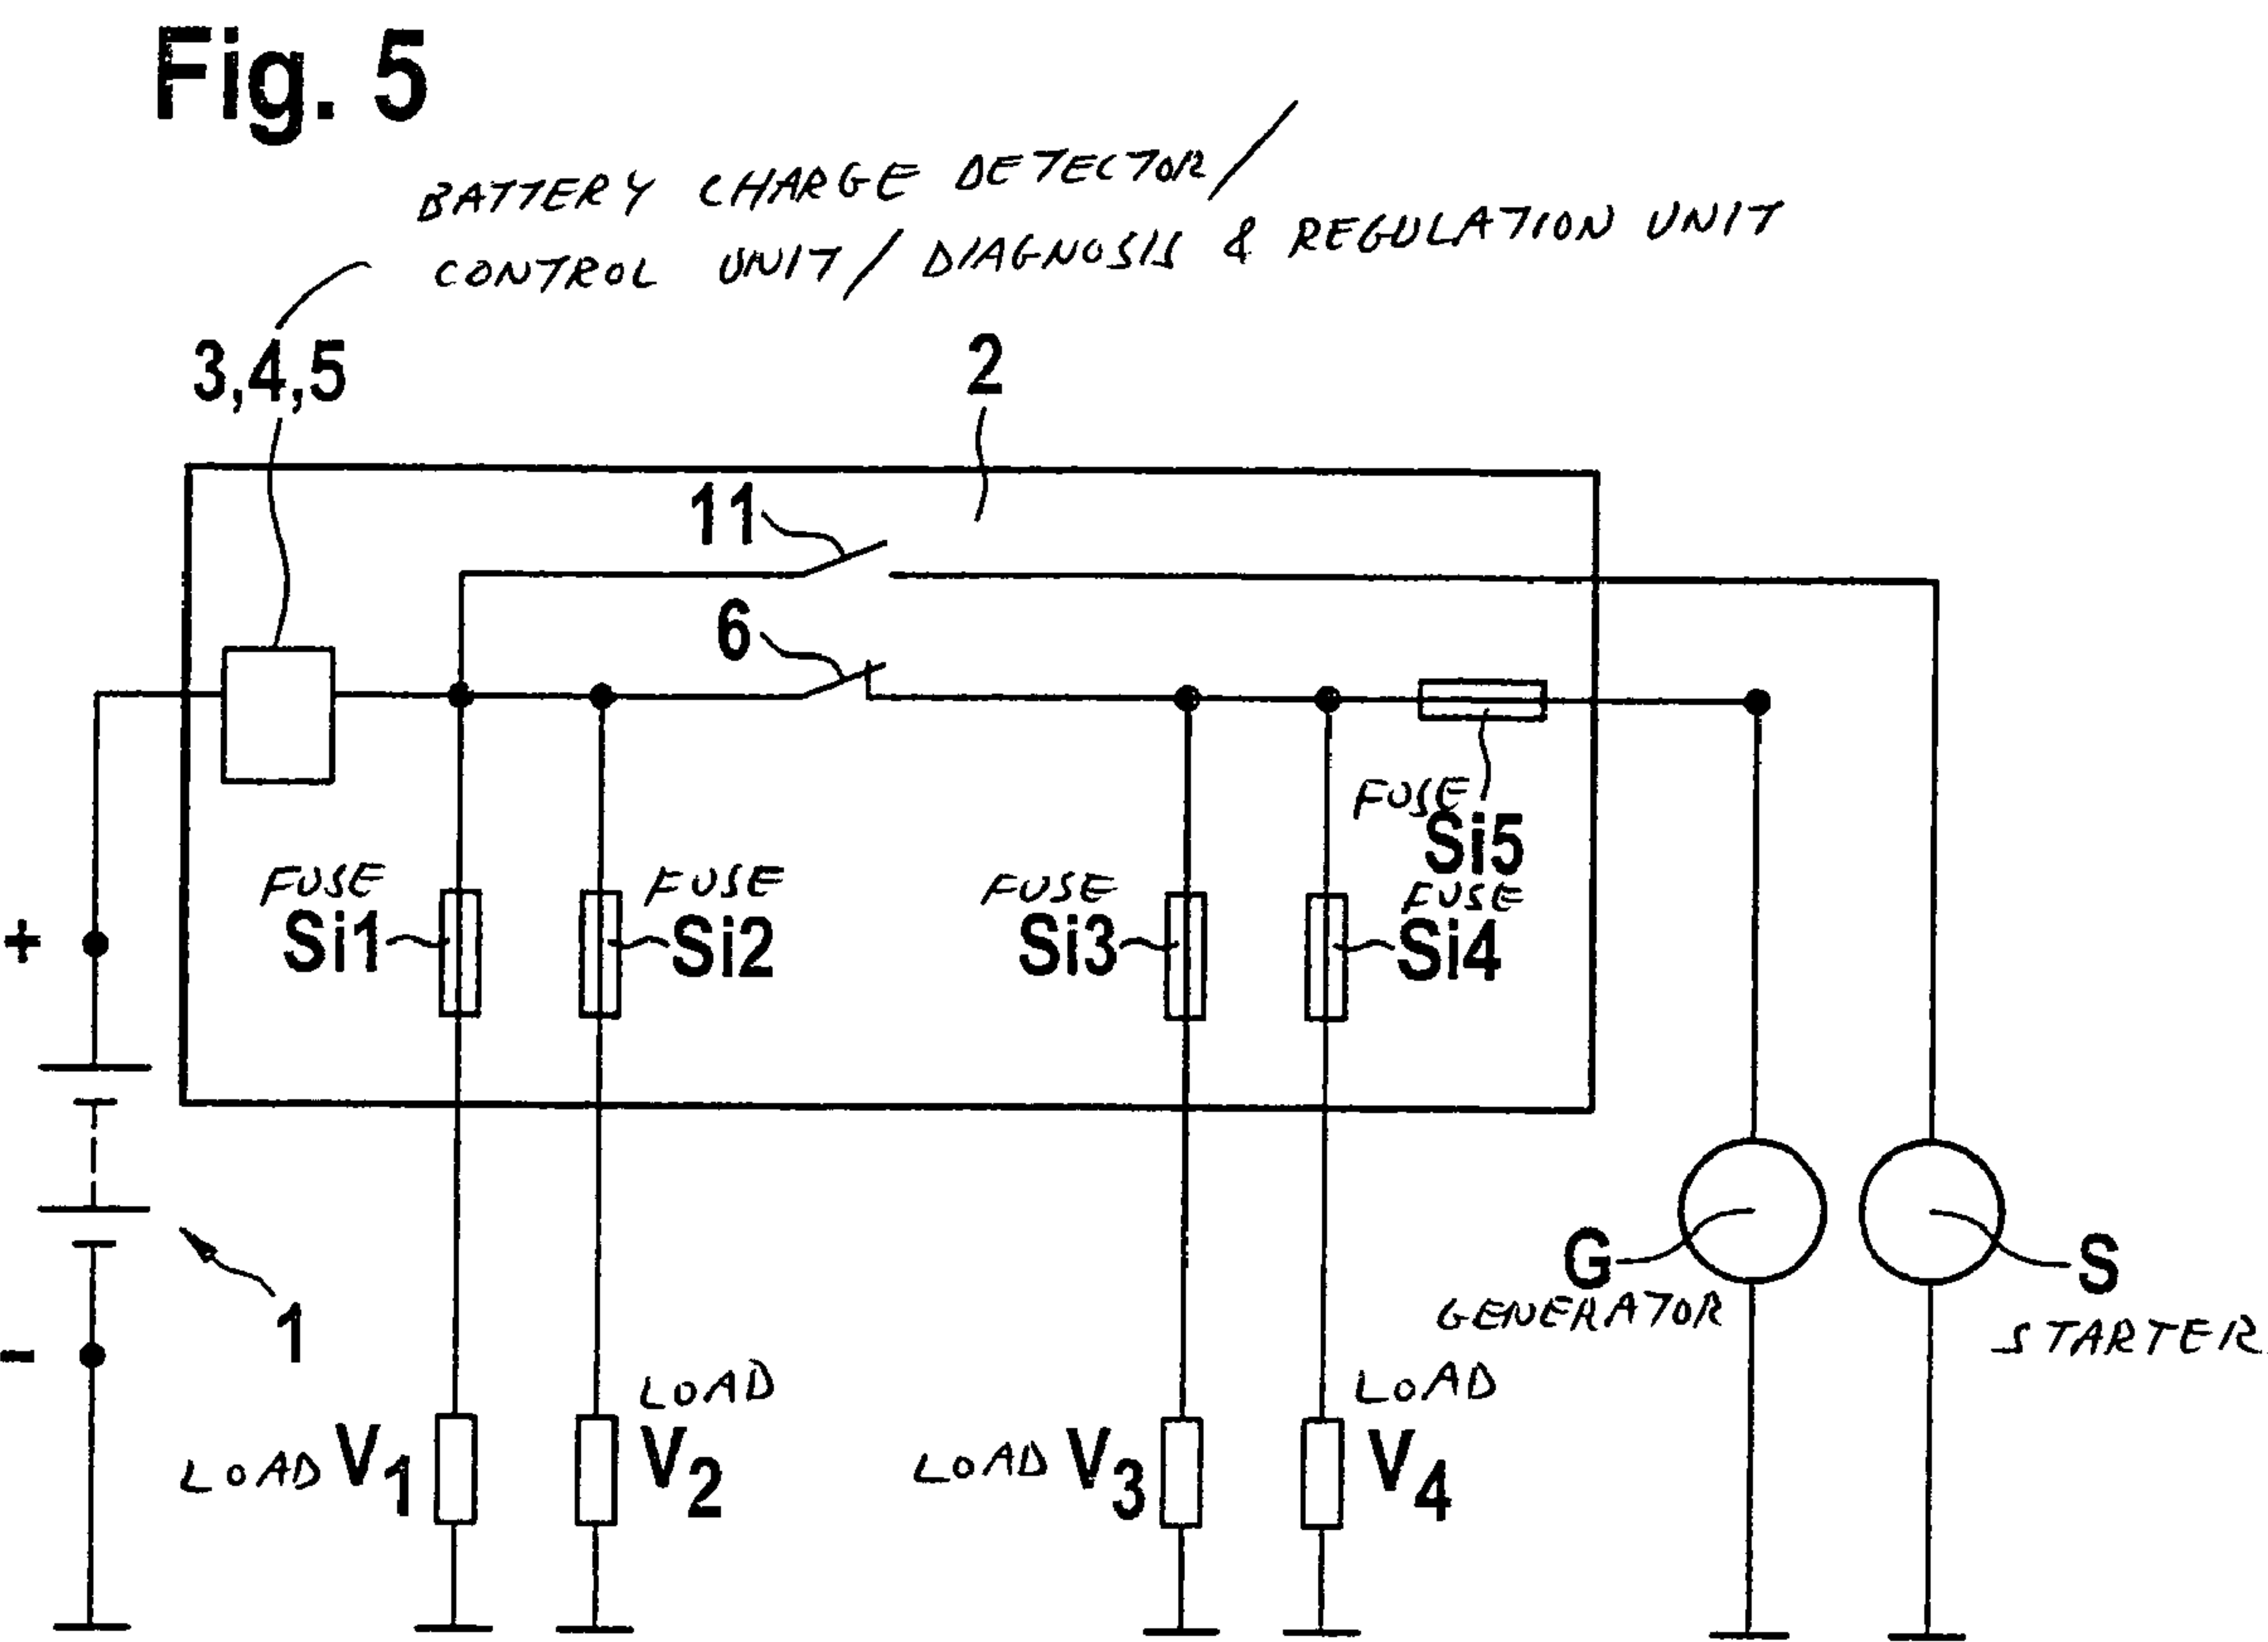 Fig. 5
BATTERY CHARGE DETECTOR/
CONTROL UNIT/DIAGNOSIS & REGULATION UNIT
3,4,5
2
11
6
FUSE
Si5
FUSE
Si1
FUSE
Si2
FUSE
Si3
FUSE
Si4
+
-
1
G
GENERATOR
S
STARTER
LOAD V1
LOAD
V2
LOAD V3
LOAD
V4